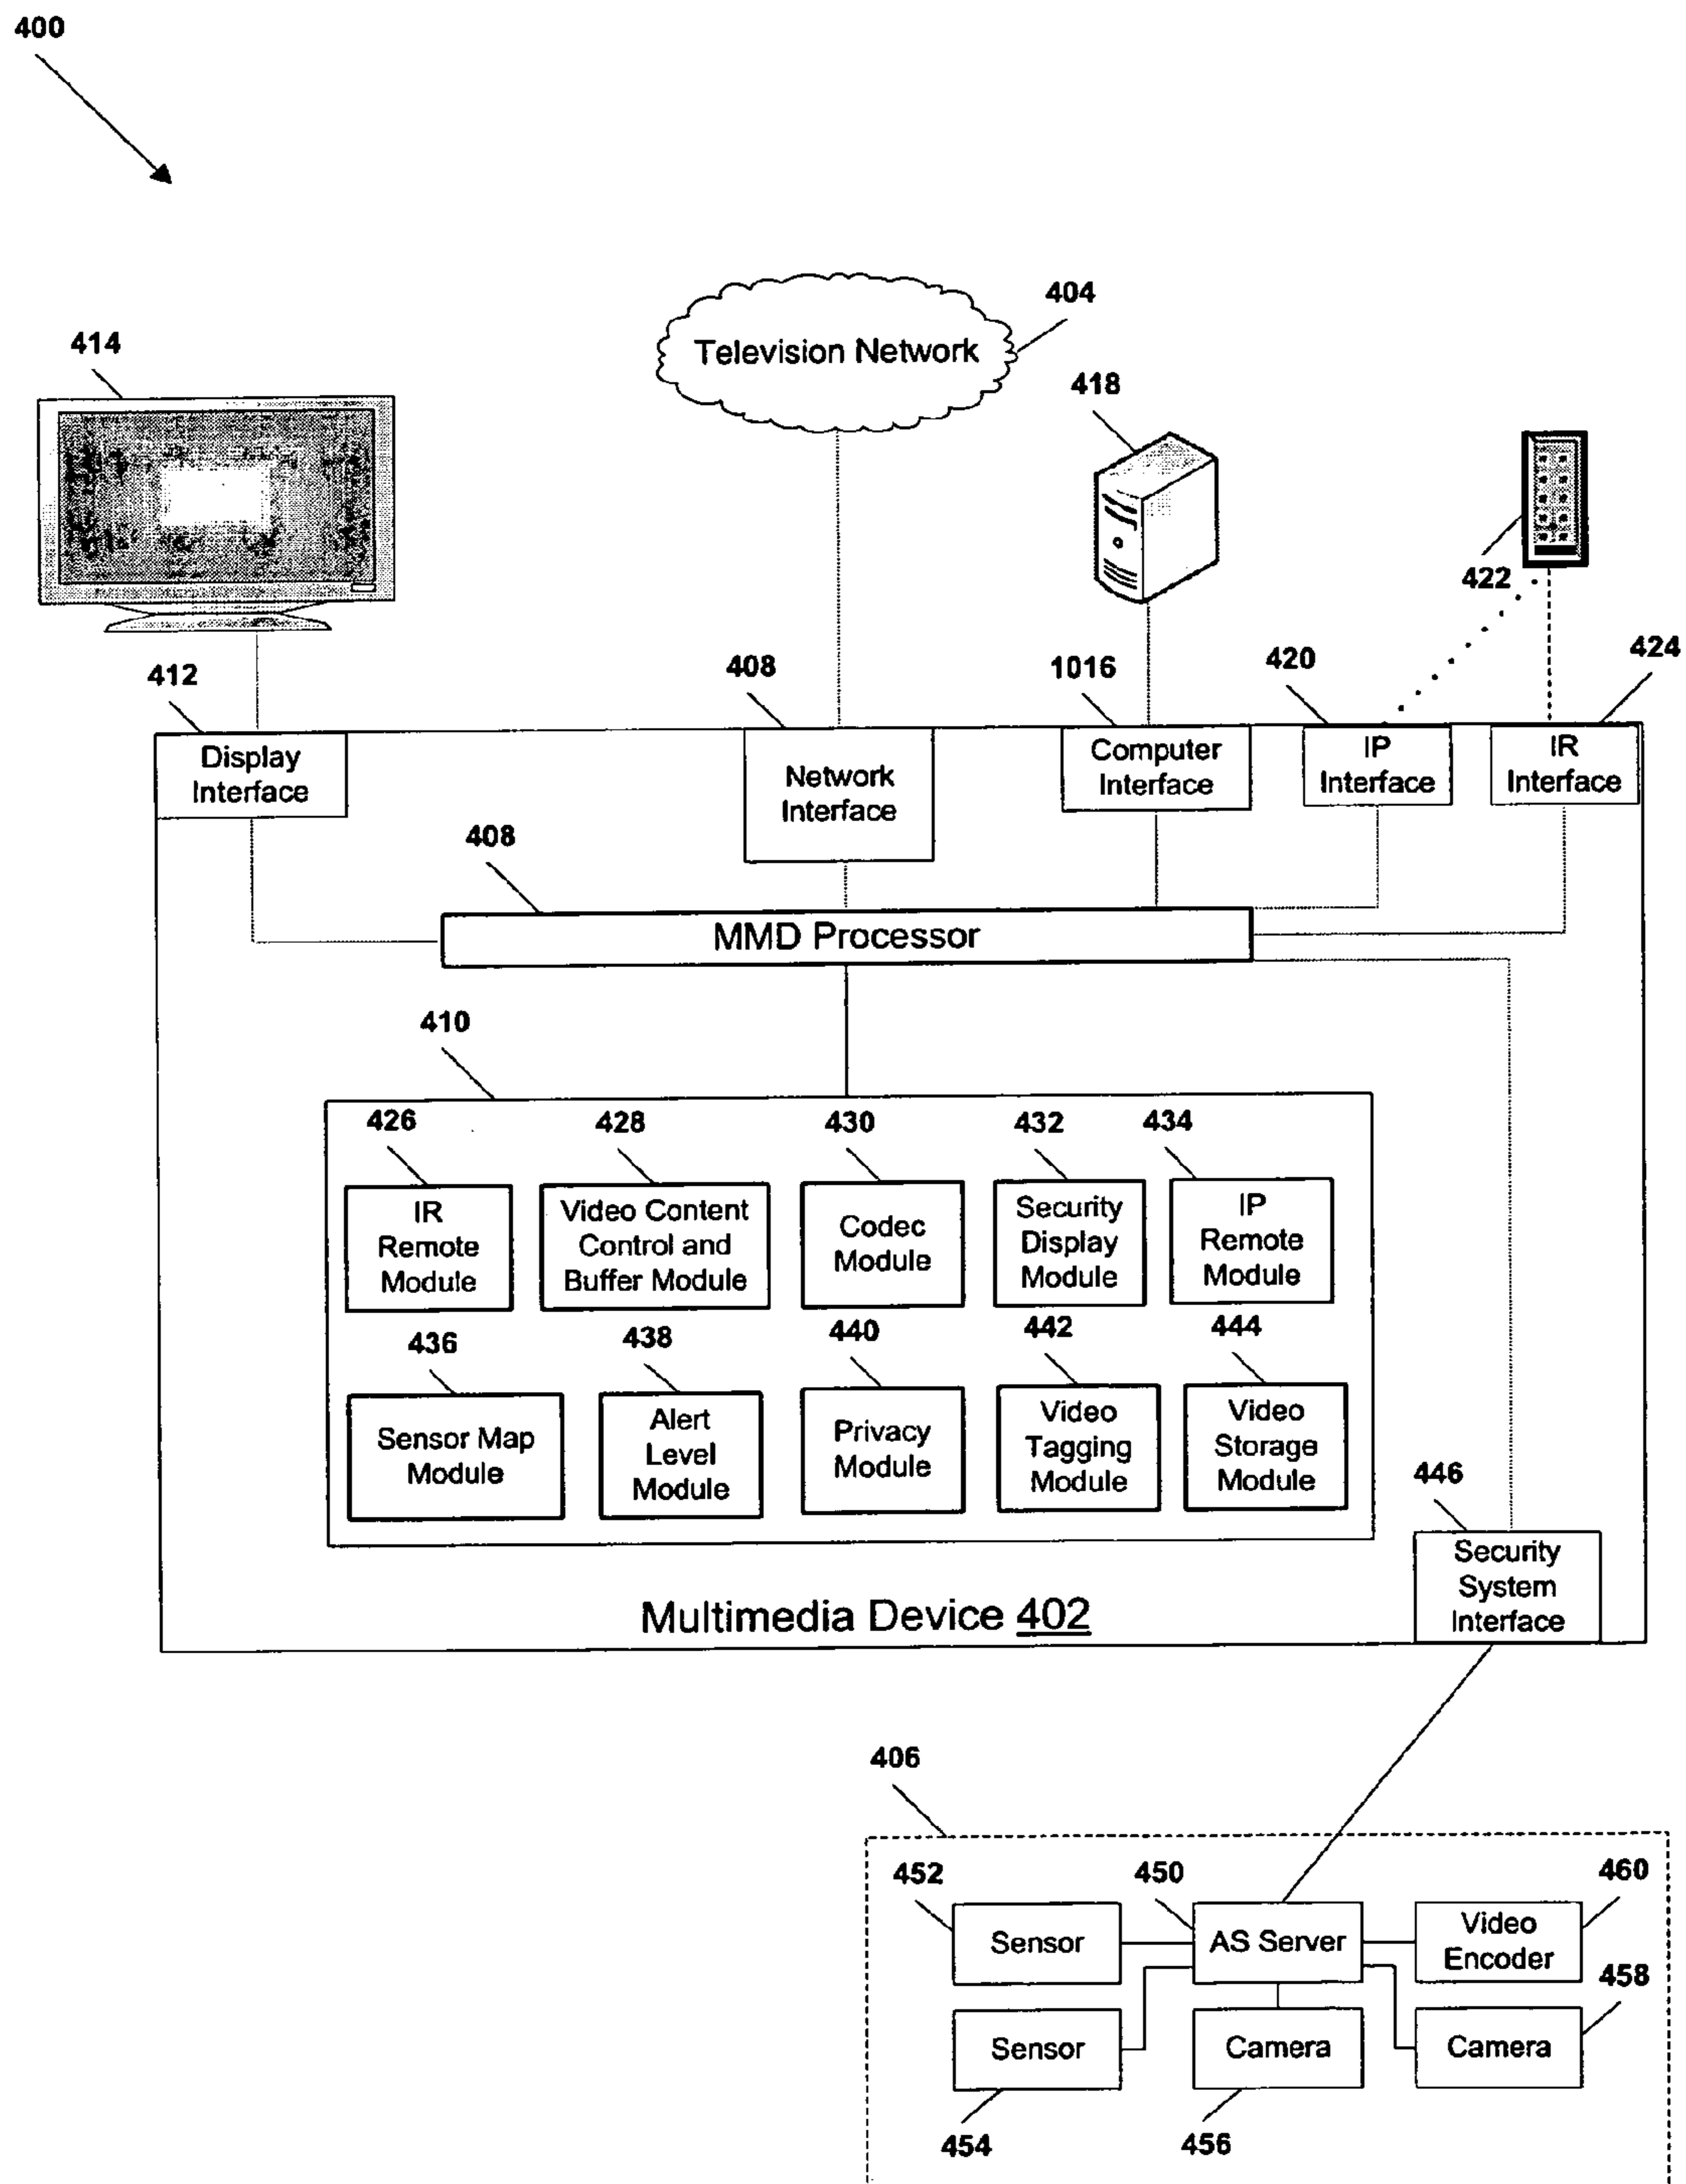 400
404
Television Network
414
418
422
412
408
1016
420
424
Display
Interface
Network
Interface
Computer
Interface
IP
Interface
IR
Interface
408
MMD Processor
410
426
428
430
432
434
IR
Remote
Module
Video Content
Control and
Buffer Module
Codec
Module
Security
Display
Module
IP
Remote
Module
436
438
440
442
444
Sensor Map
Module
Alert
Level
Module
Privacy
Module
Video
Tagging
Module
Video
Storage
Module
446
Security
System
Interface
Multimedia Device 402
406
452
450
460
Sensor
AS Server
Video
Encoder
458
Sensor
Camera
Camera
454
456